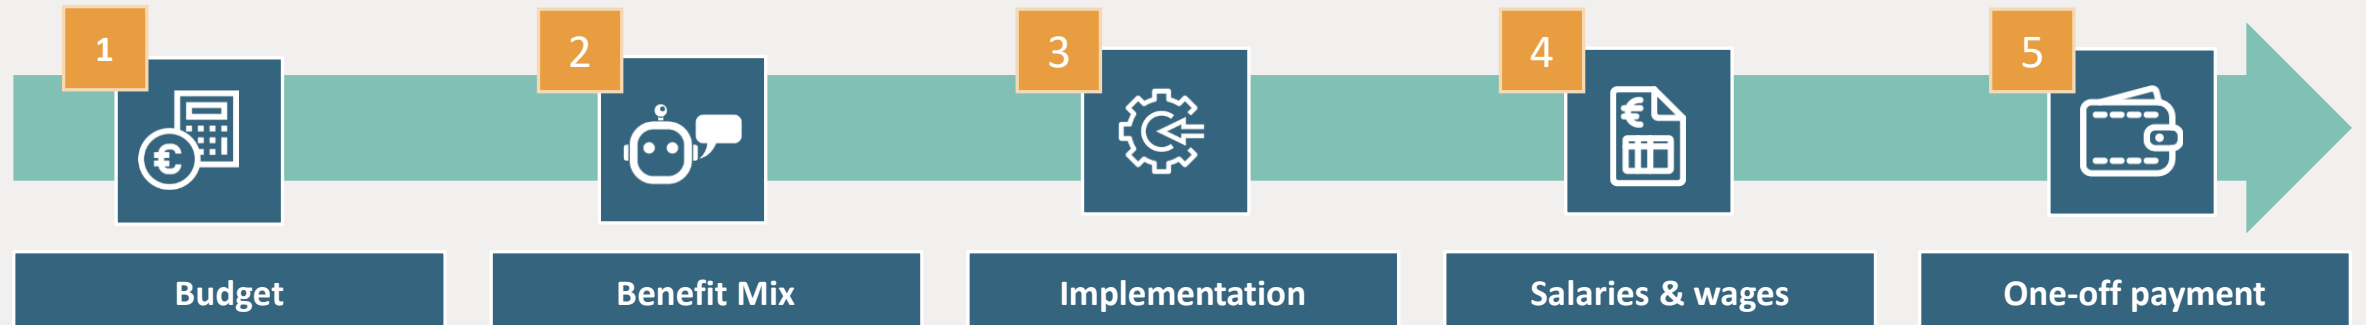 1
2
3
4
5
€
€
Budget
Benefit Mix
Implementation
Salaries & wages
One-off payment